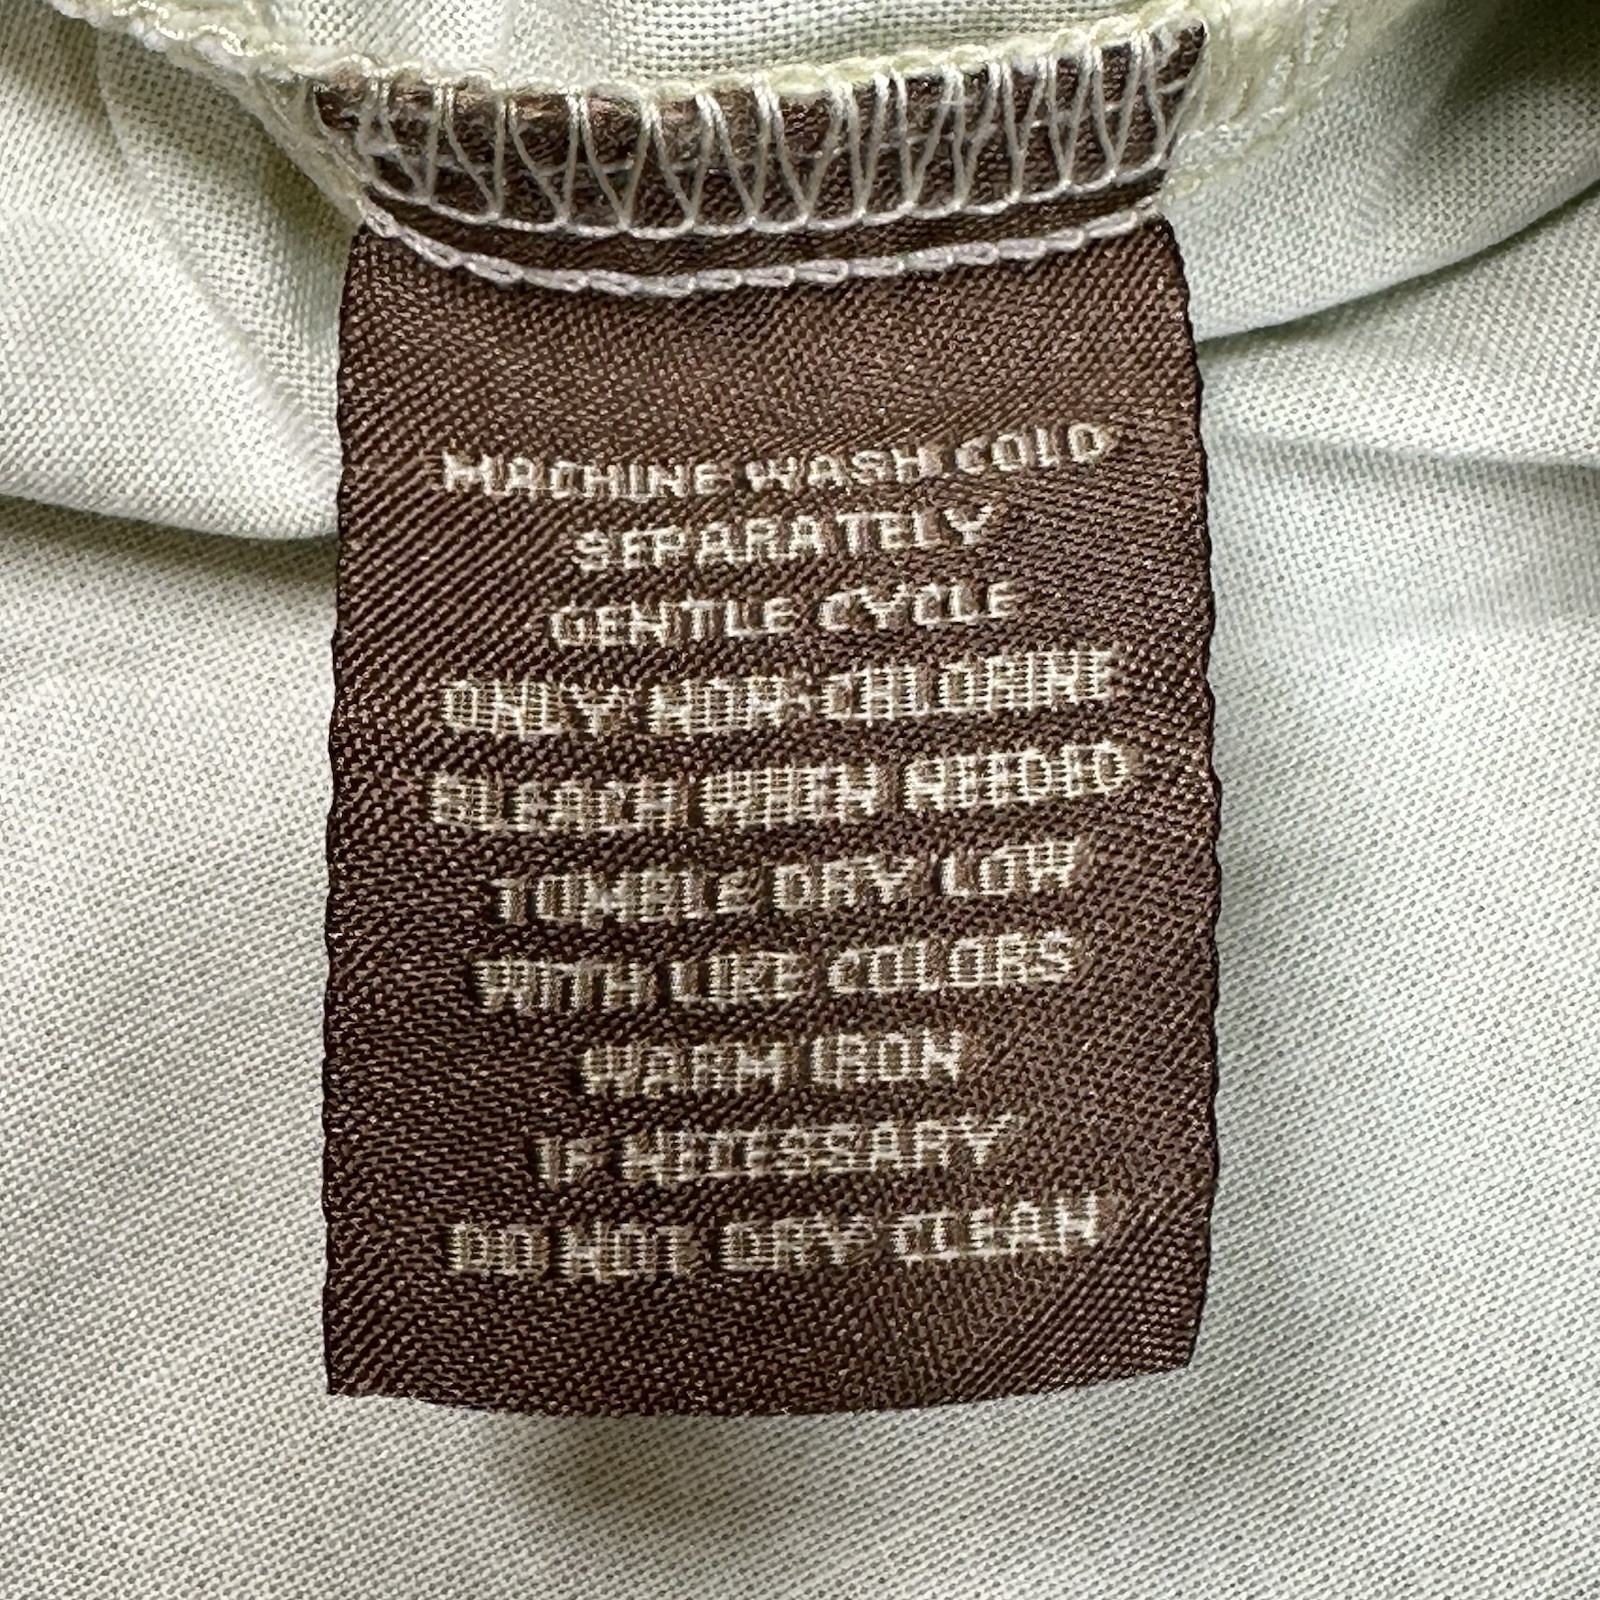 MACHINE WASH COLD
SEPARATELY
GENTLE CYCLE
ONLY NON-CHLORINE
BLEACH WHEN NEEDED
TUMBLE DRY LOW
WITH LIKE COLORS
WARM IRON
IF NECESSARY
DO NOT DRY CLEAN